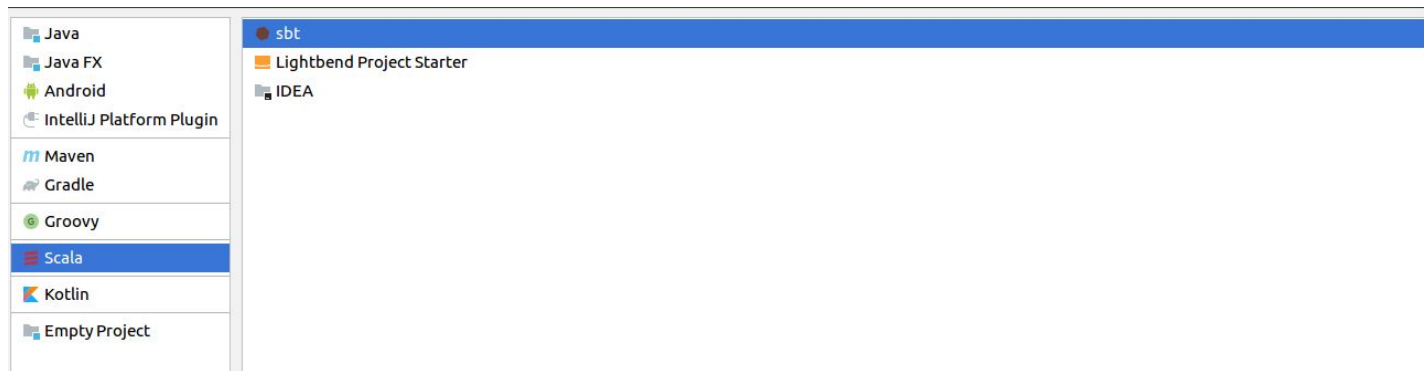 Java
Java FX
Android
IntelliJ Platform Plugin
m Maven
Gradle
G Groovy
Scala
Kotlin
Empty Project
sbt
Lightbend Project Starter
IDEA